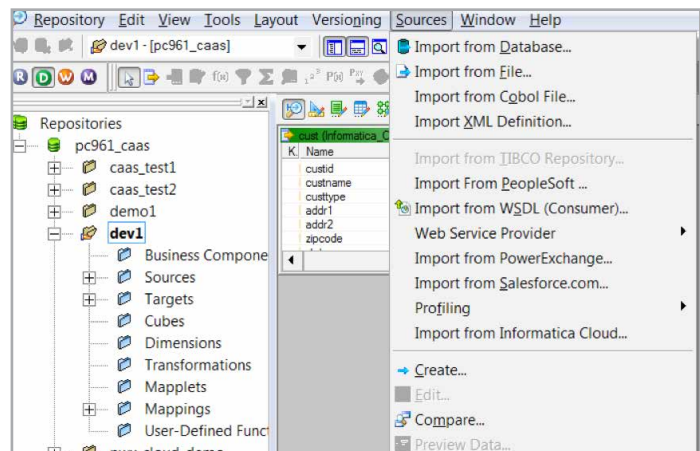 Repository Edit View Tools Layout Versioning Sources Window Help
dev1 - [pc961_caas]
R D W M
f(x)
Repositories
pc961_caas
caas_test1
caas_test2
demo1
dev1
Business Compone
Sources
Targets
Cubes
Dimensions
Transformations
Mapplets
Mappings
User-Defined Funct
cust (Informatica_C
K. Name
custid
custname
custtype
addr1
addr2
zipcode
Import from Database...
Import from File...
Import from Cobol File...
Import XML Definition...
Import from TIBCO Repository...
Import From PeopleSoft ...
Import from WSDL (Consumer)...
Web Service Provider
Import from PowerExchange...
Import from Salesforce.com...
Profiling
Import from Informatica Cloud...
Create...
Edit...
Compare...
Preview Data...